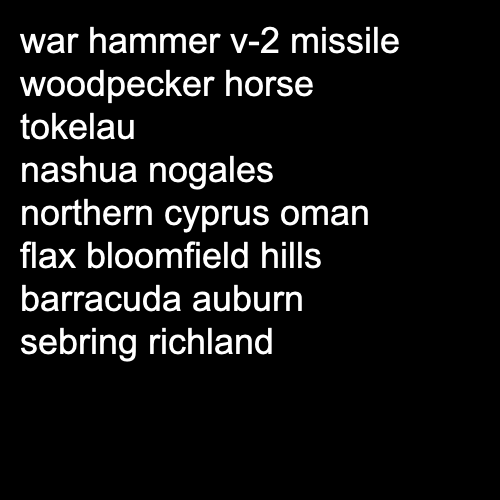 war hammer v-2 missile
woodpecker horse
tokelau
nashua nogales
northern cyprus oman
flax bloomfield hills
barracuda auburn
sebring richland